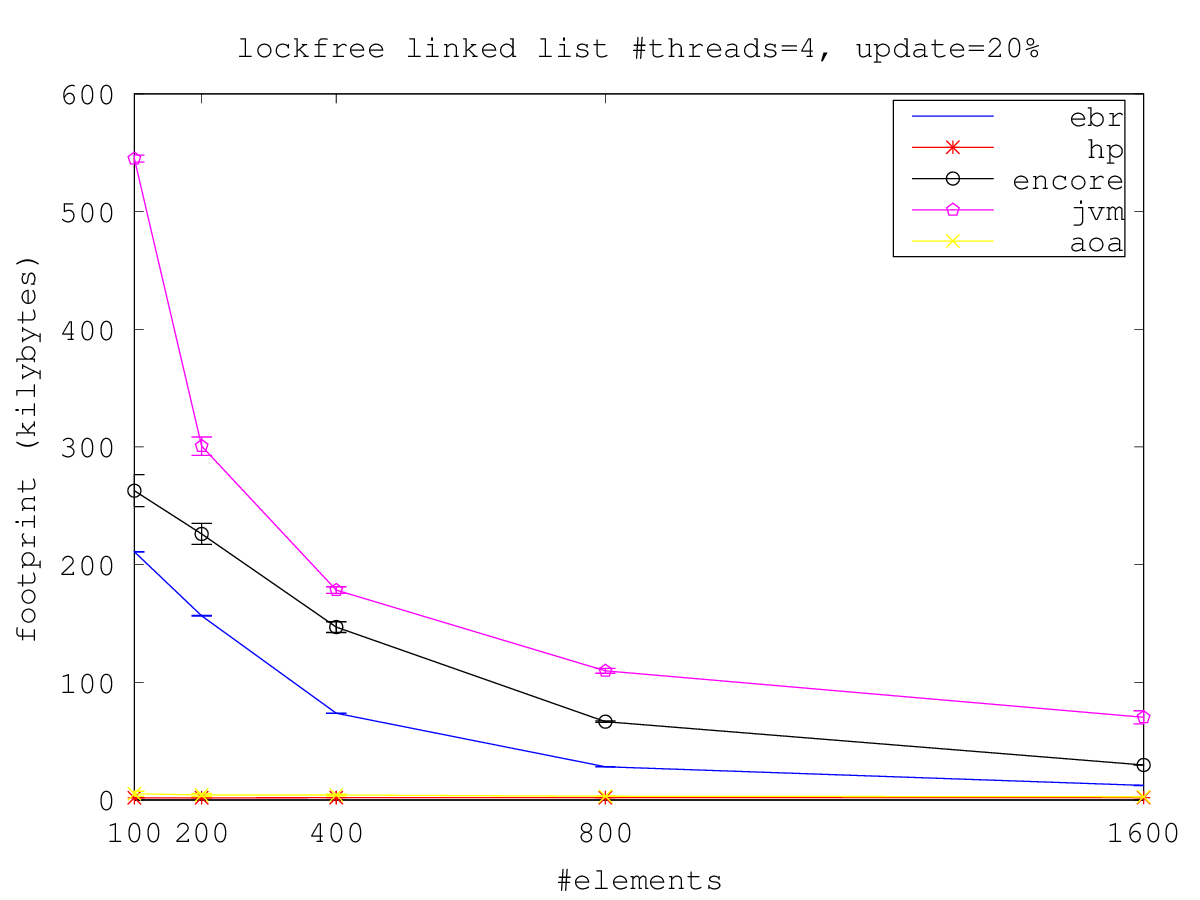 lockfree linked list #threads=4, update=20%
600
500
400
300
200
100
0
footprint (kilybytes)
ebr
hp
encore
jvm
aoa
100 200 400 800 1600
#elements